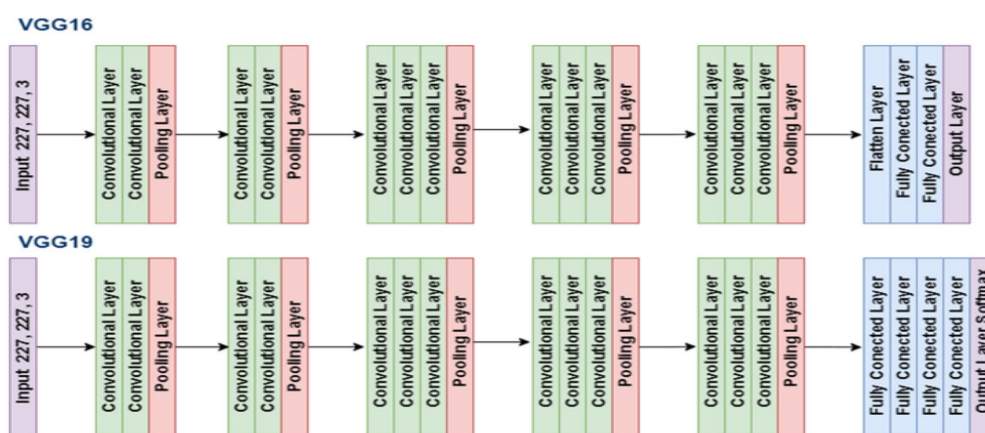 VGG16
Input 227, 227, 3
Convolutional Layer
Convolutional Layer
Pooling Layer
Convolutional Layer
Convolutional Layer
Pooling Layer
Convolutional Layer
Convolutional Layer
Convolutional Layer
Pooling Layer
Convolutional Layer
Convolutional Layer
Convolutional Layer
Pooling Layer
Convolutional Layer
Convolutional Layer
Convolutional Layer
Pooling Layer
Flatten Layer
Fully Conected Layer
Fully Conected Layer
Output Layer
VGG19
Input 227, 227, 3
Convolutional Layer
Convolutional Layer
Pooling Layer
Convolutional Layer
Convolutional Layer
Pooling Layer
Convolutional Layer
Convolutional Layer
Convolutional Layer
Pooling Layer
Convolutional Layer
Convolutional Layer
Convolutional Layer
Pooling Layer
Convolutional Layer
Convolutional Layer
Convolutional Layer
Pooling Layer
Fully Conected Layer
Fully Conected Layer
Fully Conected Layer
Fully Conected Layer
Output Layer Softmax